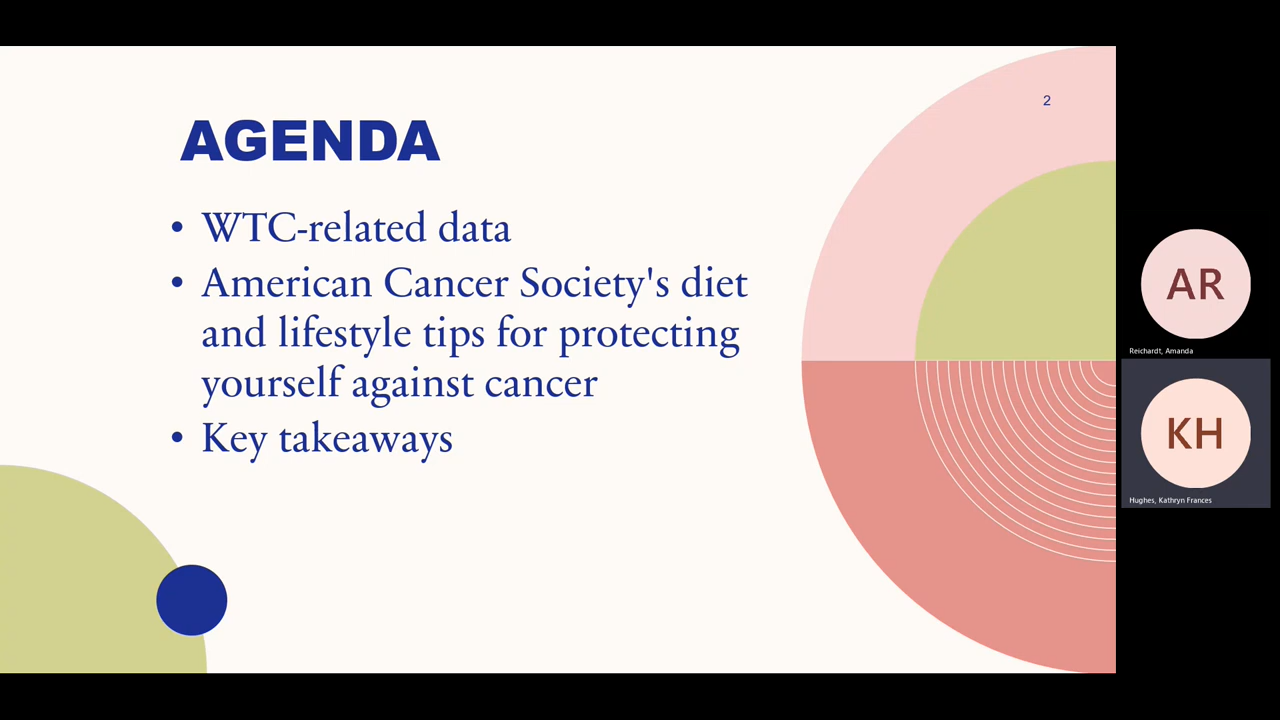 2
AGENDA
• WTC-related data
• American Cancer Society's diet
and lifestyle tips for protecting
yourself against cancer
• Key takeaways
AR
Reichardt, Amanda
KH
Hughes, Kathryn Frances